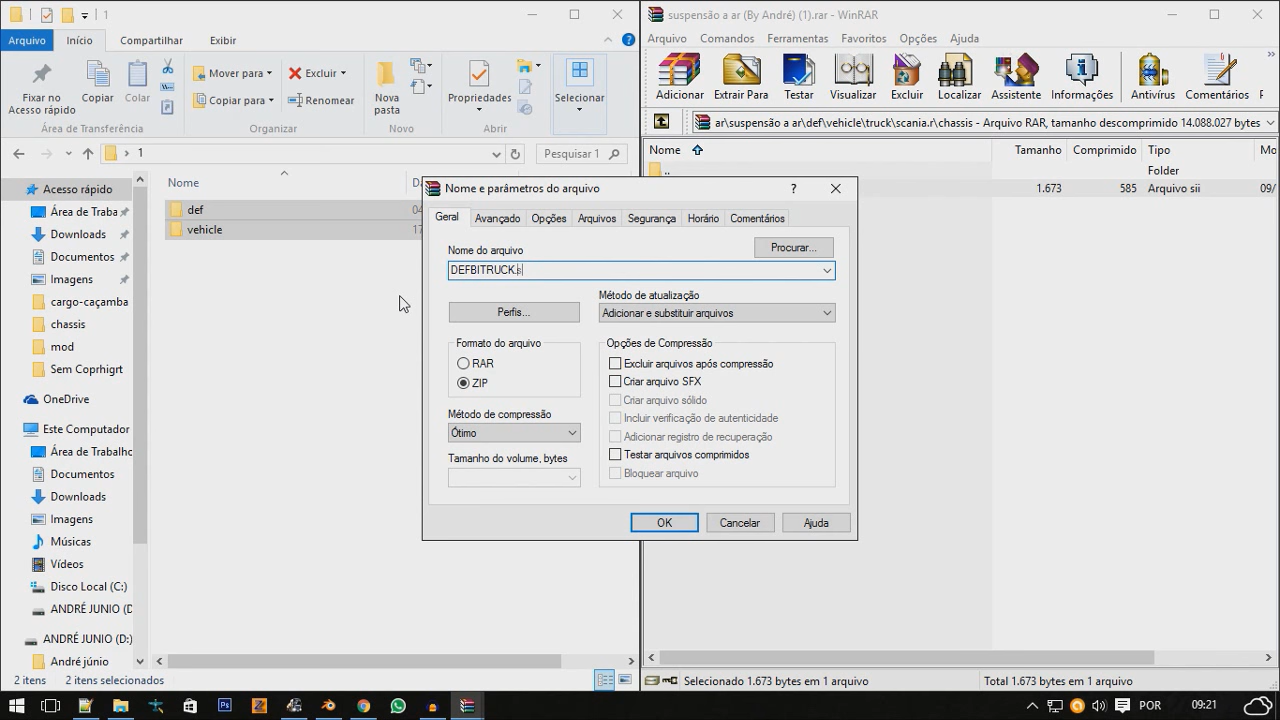 1
Arquivo
Início
Compartilhar
Exibir
Fixar no
Acesso rápido
Copiar
Colar
Mover para
Copiar para
Excluir
Renomear
Nova
pasta
Propriedades
Selecionar
Área de Transferência
Organizar
Novo
Abrir
1
Pesquisar 1
Acesso rápido
Área de Traba
Downloads
Documentos
Imagens
cargo-caçamba
chassis
mod
Sem Coprhigrt
OneDrive
Este Computador
Área de Trabalho
Documentos
Downloads
Imagens
Músicas
Vídeos
Disco Local (C:)
ANDRÉ JUNIO (D
ANDRÉ JUNIO (D:)
André júnio
Nome
def
04
vehicle
17
2 itens
2 itens selecionados
suspensão a ar (By André) (1).rar - WinRAR
Arquivo
Comandos
Ferramentas
Favoritos
Opções
Ajuda
Adicionar
Extrair Para
Testar
Visualizar
Excluir
Localizar
Assistente
Informações
Antivírus
Comentários
ar\suspensão a ar\def\vehicle\truck\scania.r\chassis - Arquivo RAR, tamanho descomprimido 14.088.027 bytes
Nome
Tamanho
Comprimido
Tipo
Mo
..
Folder
1.673
585
Arquivo sii
09/
Selecionado 1.673 bytes em 1 arquivo
Total 1.673 bytes em 1 arquivo
Nome e parâmetros do arquivo
?
Geral
Avançado
Opções
Arquivos
Segurança
Horário
Comentários
Nome do arquivo
Procurar...
DEFBITRUCK.s
Perfis...
Método de atualização
Adicionar e substituir arquivos
Formato do arquivo
RAR
ZIP
Método de compressão
Ótimo
Tamanho do volume, bytes
Opções de Compressão
Excluir arquivos após compressão
Criar arquivo SFX
Criar arquivo sólido
Incluir verificação de autenticidade
Adicionar registro de recuperação
Testar arquivos comprimidos
Bloquear arquivo
OK
Cancelar
Ajuda
POR
09:21